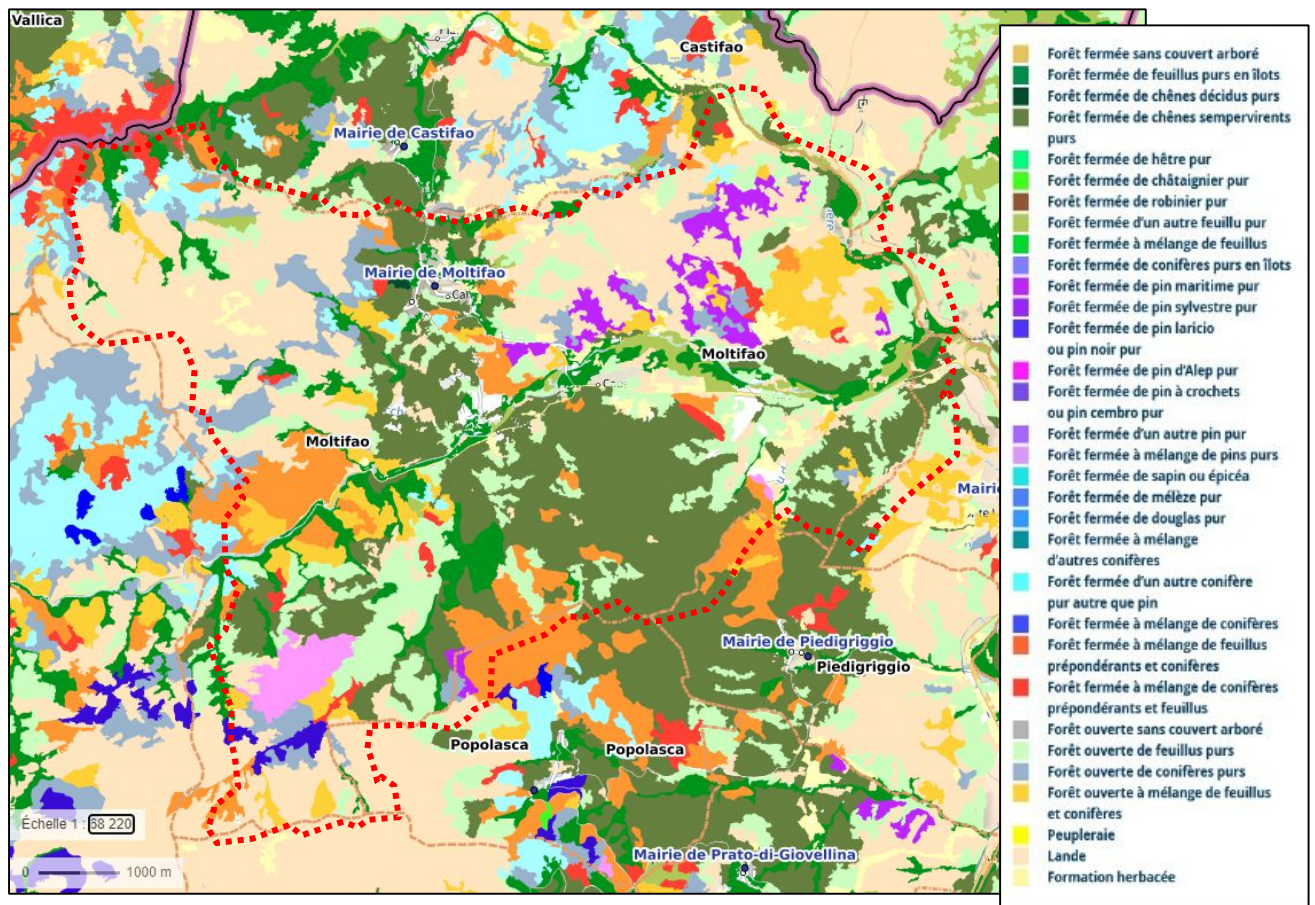 Vallica
Castifao
Mairie de Castifao
Mairie de Moltifao
Moltifao
Moltifao
Mairie de Piedigriggio
Piedigriggio
Popolasca
Popolasca
Mairie de Prato-di-Giovellina
Échelle 1 : 68 220
0 1000 m
Forêt fermée sans couvert arboré
Forêt fermée de feuillus purs en îlots
Forêt fermée de chênes décidus purs
Forêt fermée de chênes sempervirents
purs
Forêt fermée de hêtre pur
Forêt fermée de châtaignier pur
Forêt fermée de robinier pur
Forêt fermée d'un autre feuillu pur
Forêt fermée à mélange de feuillus
Forêt fermée de conifères purs en îlots
Forêt fermée de pin maritime pur
Forêt fermée de pin sylvestre pur
Forêt fermée de pin laricio
ou pin noir pur
Forêt fermée de pin d'Alep pur
Forêt fermée de pin à crochets
ou pin cembro pur
Forêt fermée d'un autre pin pur
Forêt fermée à mélange de pins purs
Forêt fermée de sapin ou épicéa
Forêt fermée de mélèze pur
Forêt fermée de douglas pur
Forêt fermée à mélange
d'autres conifères
Forêt fermée d'un autre conifère
pur autre que pin
Forêt fermée à mélange de conifères
Forêt fermée à mélange de feuillus
prépondérants et conifères
Forêt fermée à mélange de conifères
prépondérants et feuillus
Forêt ouverte sans couvert arboré
Forêt ouverte de feuillus purs
Forêt ouverte de conifères purs
Forêt ouverte à mélange de feuillus
et conifères
Peupleraie
Lande
Formation herbacée